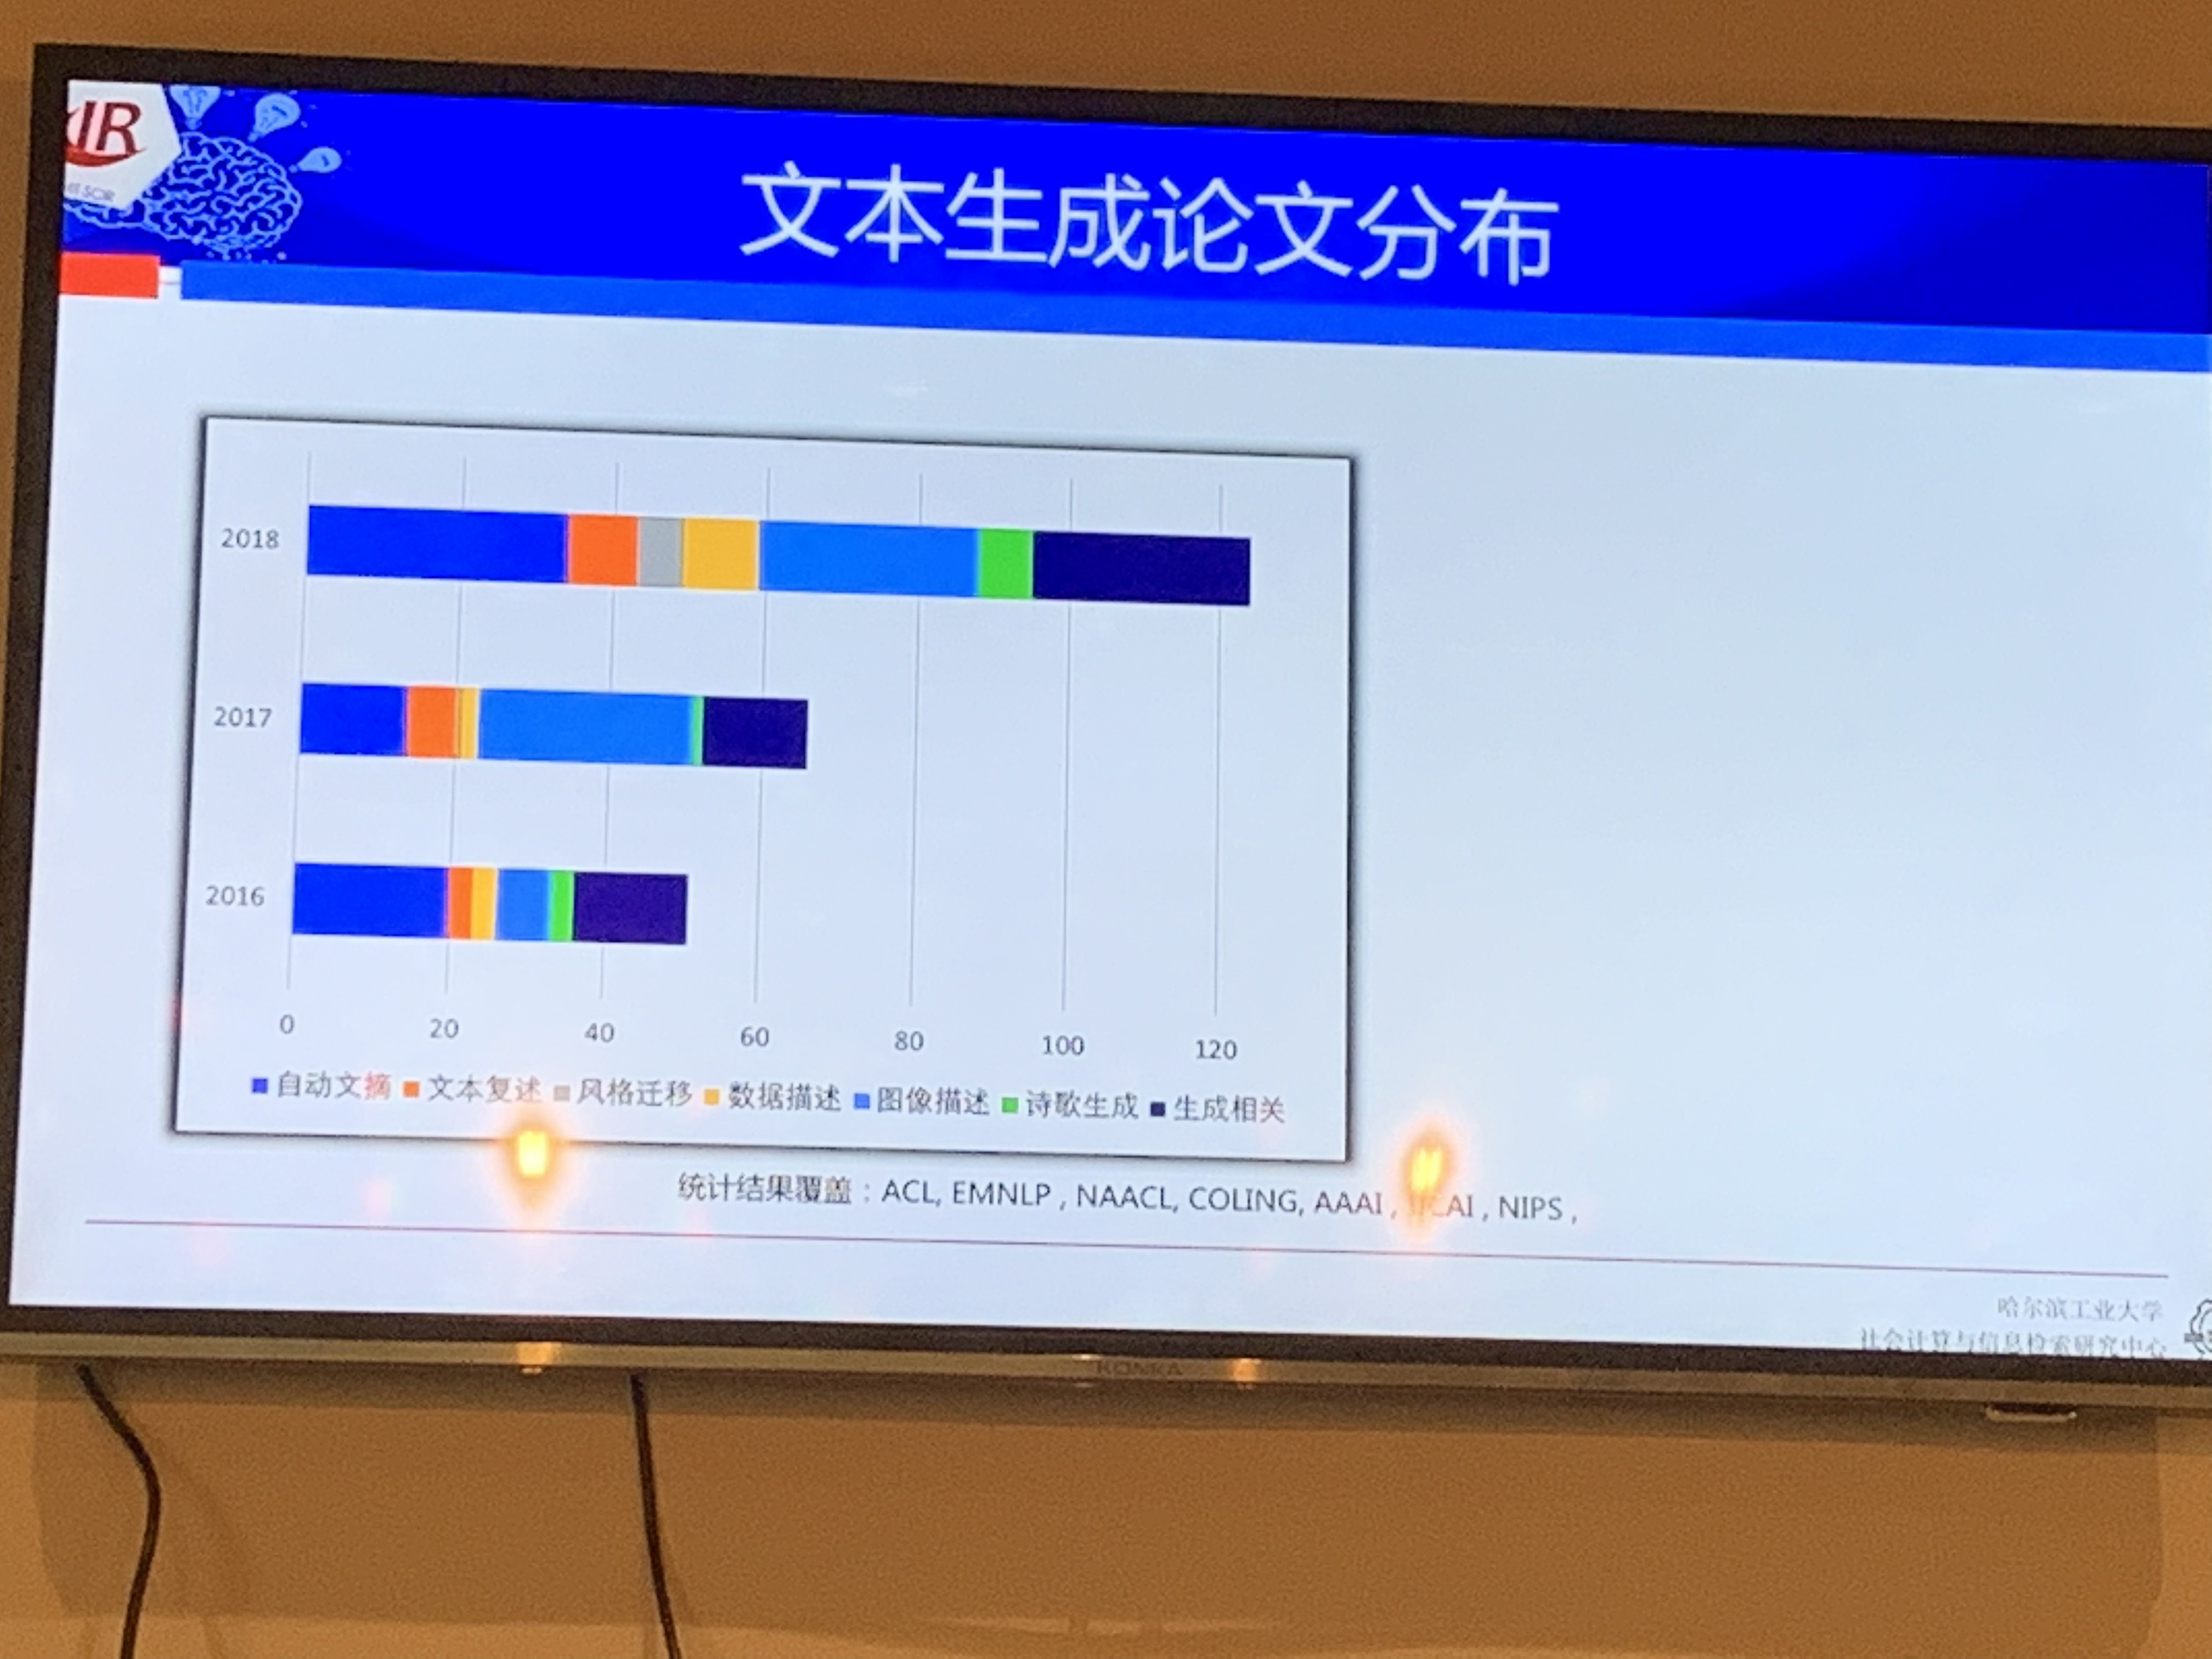 IR
HIT SCIR
文本生成论文分布
2018
2017
2016
0 20 40 60 80 100 120
自动文摘 文本复述 风格迁移 数据描述 图像描述 诗歌生成 生成相关
统计结果覆盖：ACL, EMNLP , NAACL, COLING, AAAI , IJCAI , NIPS ,
哈尔滨工业大学
社会计算与信息检索研究中心
KONKA